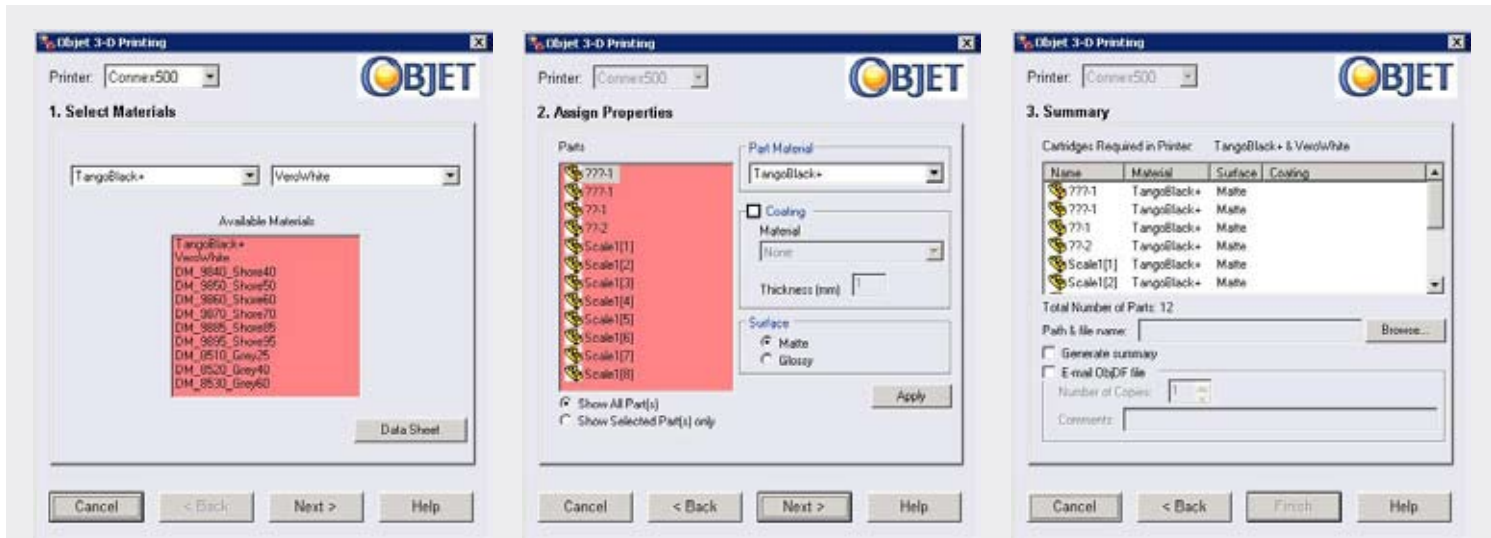 Objet 3-D Printing
Printer: Connex500
OBJET
1. Select Materials
TangoBlack+ VeroWhite
Available Materials
TangoBlack+
VeroWhite
DM_9840_Shore40
DM_9850_Shore50
DM_9860_Shore60
DM_9870_Shore70
DM_9885_Shore85
DM_9895_Shore95
DM_8510_Grey25
DM_8520_Grey40
DM_8530_Grey60
Data Sheet
Cancel < Back Next > Help
Objet 3-D Printing
Printer: Connex500
OBJET
2. Assign Properties
Parts
???-1
???-1
??-1
??-2
Scale1[1]
Scale1[2]
Scale1[3]
Scale1[4]
Scale1[5]
Scale1[6]
Scale1[7]
Scale1[8]
Show All Part(s)
Show Selected Part(s) only
Part Material
TangoBlack+
Coating
Material
None
Thickness (mm) 1
Surface
Matte
Glossy
Apply
Cancel < Back Next > Help
Objet 3-D Printing
Printer: Connex500
OBJET
3. Summary
Cartridges Required in Printer: TangoBlack+ & VeroWhite
Name Material Surface Coating
???-1 TangoBlack+ Matte
???-1 TangoBlack+ Matte
??-1 TangoBlack+ Matte
??-2 TangoBlack+ Matte
Scale1[1] TangoBlack+ Matte
Scale1[2] TangoBlack+ Matte
Total Number of Parts: 12
Path & file name: Browse...
Generate summary
E-mail ObjDF file
Number of Copies: 1
Comments:
Cancel < Back Finish Help